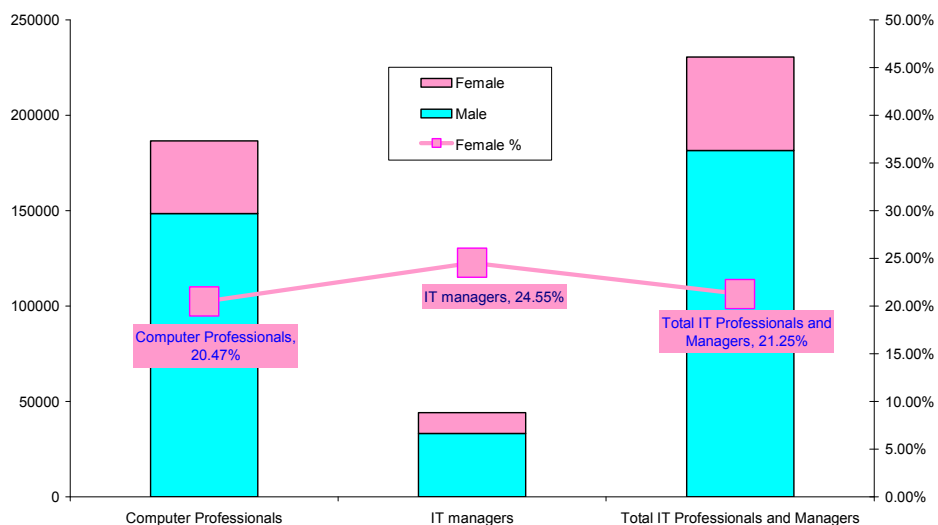 250000
200000
150000
100000
50000
0
50.00%
45.00%
40.00%
35.00%
30.00%
25.00%
20.00%
15.00%
10.00%
5.00%
0.00%
Female
Male
Female %
Computer Professionals,
20.47%
IT managers, 24.55%
Total IT Professionals and
Managers, 21.25%
Computer Professionals
IT managers
Total IT Professionals and Managers